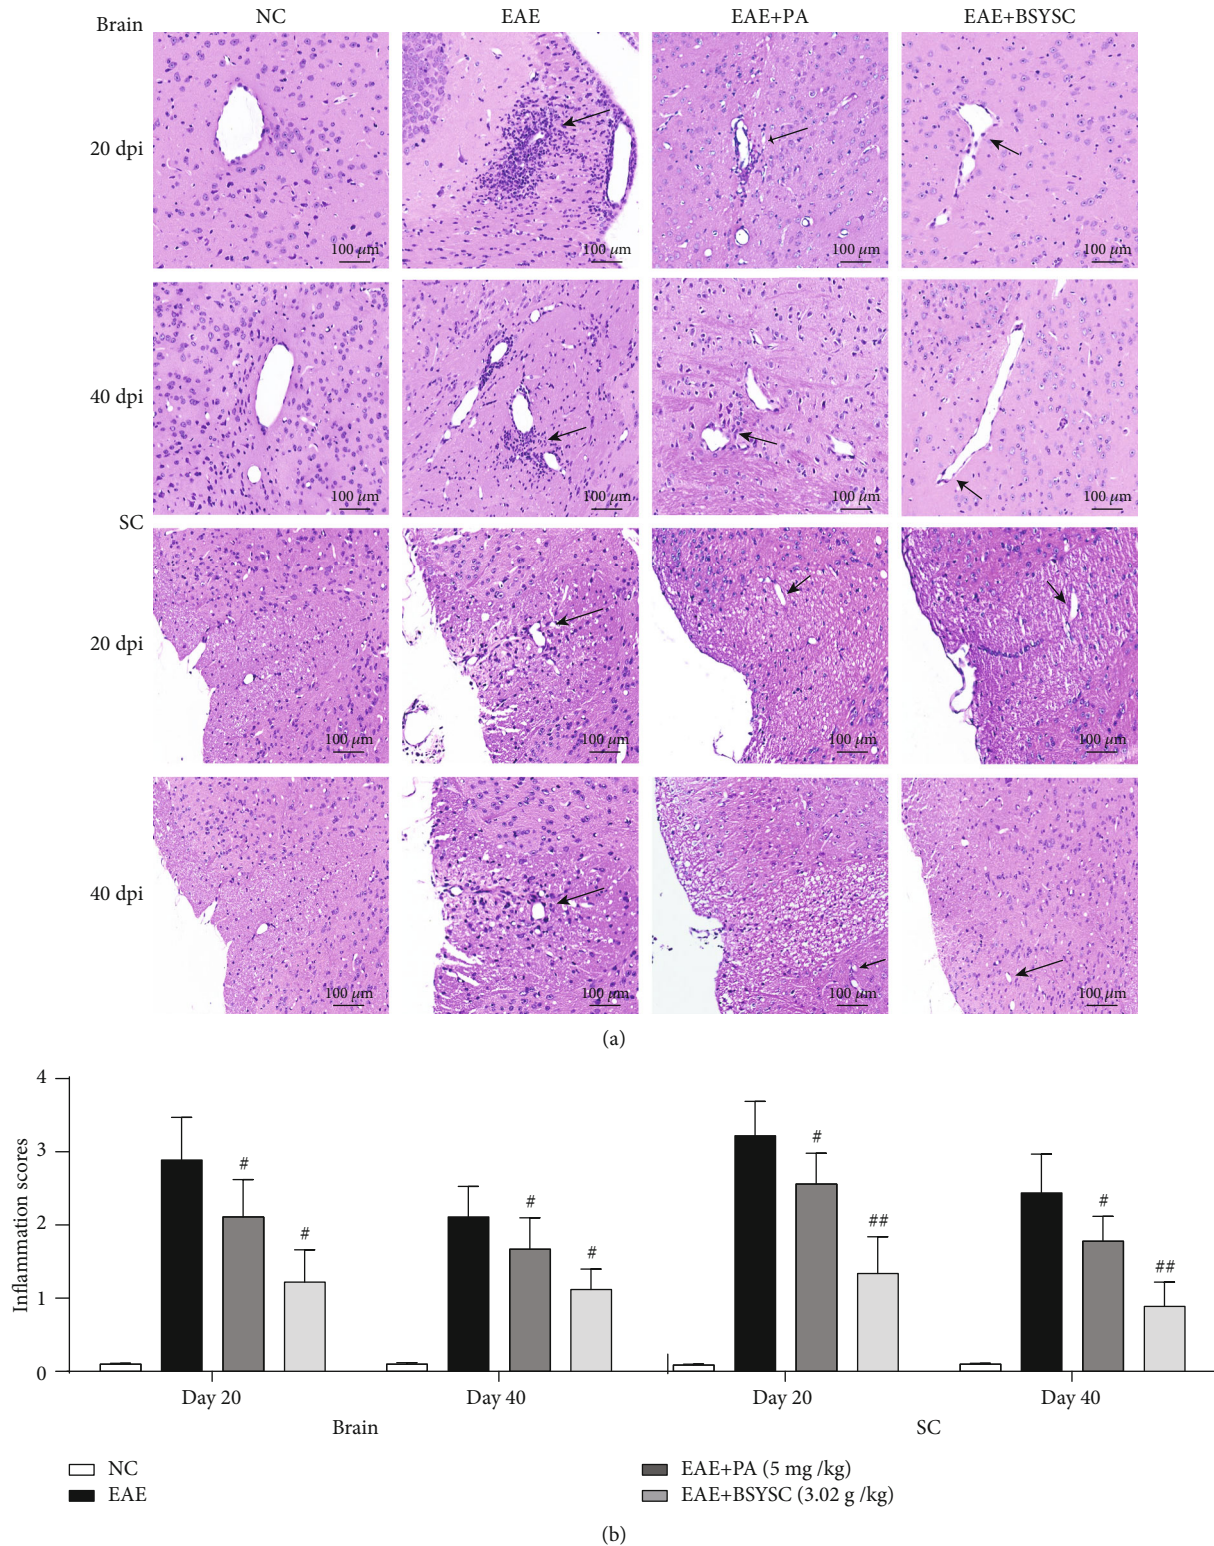 Brain
NC EAE EAE+PA EAE+BSYSC
20 dpi
100 µm 100 µm 100 µm 100 µm
40 dpi
100 µm 100 µm 100 µm 100 µm
SC
20 dpi
100 µm 100 µm 100 µm 100 µm
40 dpi
100 µm 100 µm 100 µm 100 µm
(a)
4
3
2
1
0
Inflammation scores
# # # # # ## # ##
Day 20 Day 40 Day 20 Day 40
Brain SC
NC
EAE
EAE+PA (5 mg /kg)
EAE+BSYSC (3.02 g /kg)
(b)